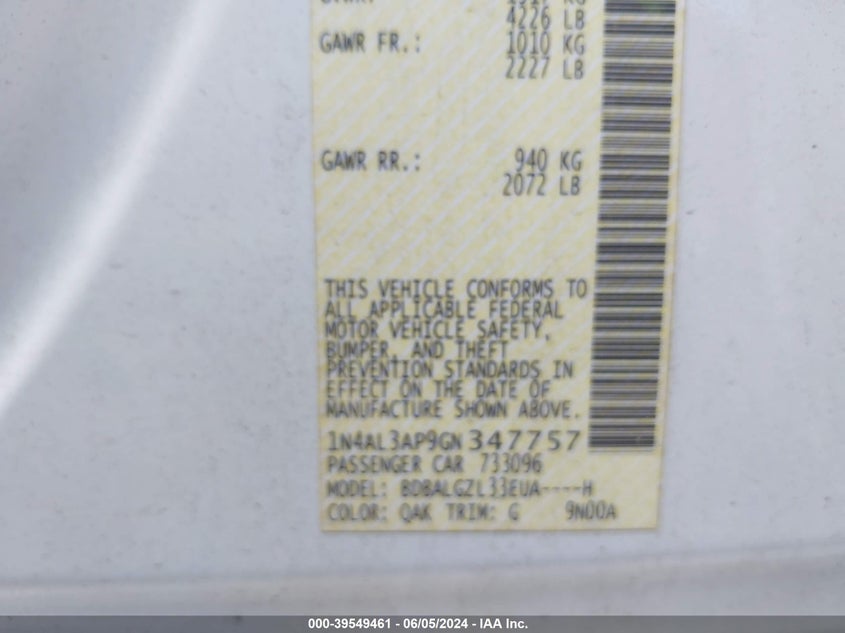 4226 LB
GAWR FR.: 1010 KG
2227 LB
GAWR RR.: 940 KG
2072 LB
THIS VEHICLE CONFORMS TO
ALL APPLICABLE FEDERAL
MOTOR VEHICLE SAFETY,
BUMPER, AND THEFT
PREVENTION STANDARDS IN
EFFECT ON THE DATE OF
MANUFACTURE SHOWN ABOVE.
1N4AL3AP9GN 347757
PASSENGER CAR 733096
MODEL: BDBALGZL33EUA----H
COLOR: QAK TRIM: G 9N00A
000-39549461 - 06/05/2024 - IAA Inc.